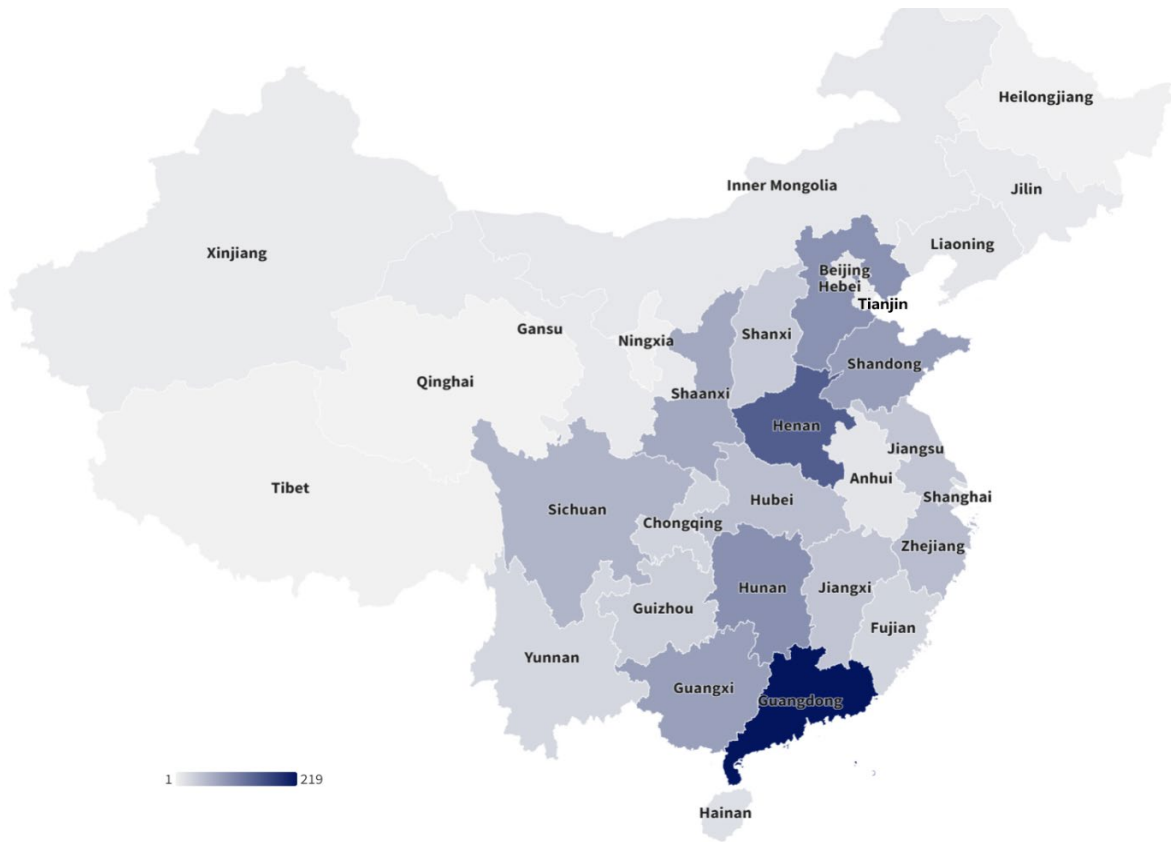 Heilongjiang
Inner Mongolia
Jilin
Xinjiang
Liaoning
Beijing
Hebei
Tianjin
Gansu
Ningxia
Shanxi
Shandong
Qinghai
Shaanxi
Henan
Jiangsu
Anhui
Tibet
Shanghai
Sichuan
Hubei
Chongqing
Zhejiang
Hunan
Jiangxi
Guizhou
Fujian
Yunnan
Guangxi
Guangdong
1 219
Hainan